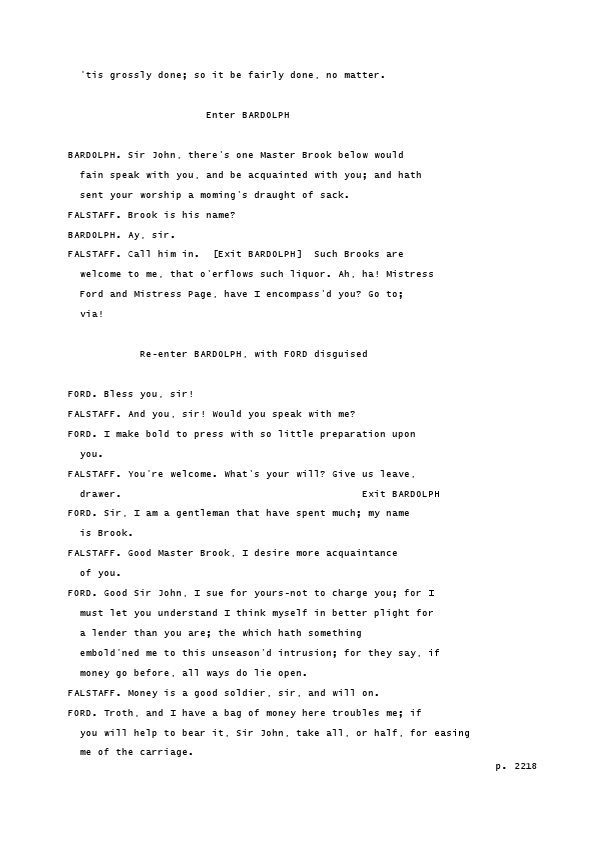 'tis grossly done; so it be fairly done, no matter.
Enter BARDOLPH
BARDOLPH. Sir John, there's one Master Brook below would
fain speak with you, and be acquainted with you; and hath
sent your worship a moming's draught of sack.
FALSTAFF. Brook is his name?
BARDOLPH. Ay, sir.
FALSTAFF. Call him in.  [Exit BARDOLPH]  Such Brooks are
welcome to me, that o'erflows such liquor. Ah, ha! Mistress
Ford and Mistress Page, have I encompass'd you? Go to;
via!
Re-enter BARDOLPH, with FORD disguised
FORD. Bless you, sir!
FALSTAFF. And you, sir! Would you speak with me?
FORD. I make bold to press with so little preparation upon
you.
FALSTAFF. You're welcome. What's your will? Give us leave,
drawer.                                        Exit BARDOLPH
FORD. Sir, I am a gentleman that have spent much; my name
is Brook.
FALSTAFF. Good Master Brook, I desire more acquaintance
of you.
FORD. Good Sir John, I sue for yours-not to charge you; for I
must let you understand I think myself in better plight for
a lender than you are; the which hath something
embold'ned me to this unseason'd intrusion; for they say, if
money go before, all ways do lie open.
FALSTAFF. Money is a good soldier, sir, and will on.
FORD. Troth, and I have a bag of money here troubles me; if
you will help to bear it, Sir John, take all, or half, for easing
me of the carriage.
p. 2218